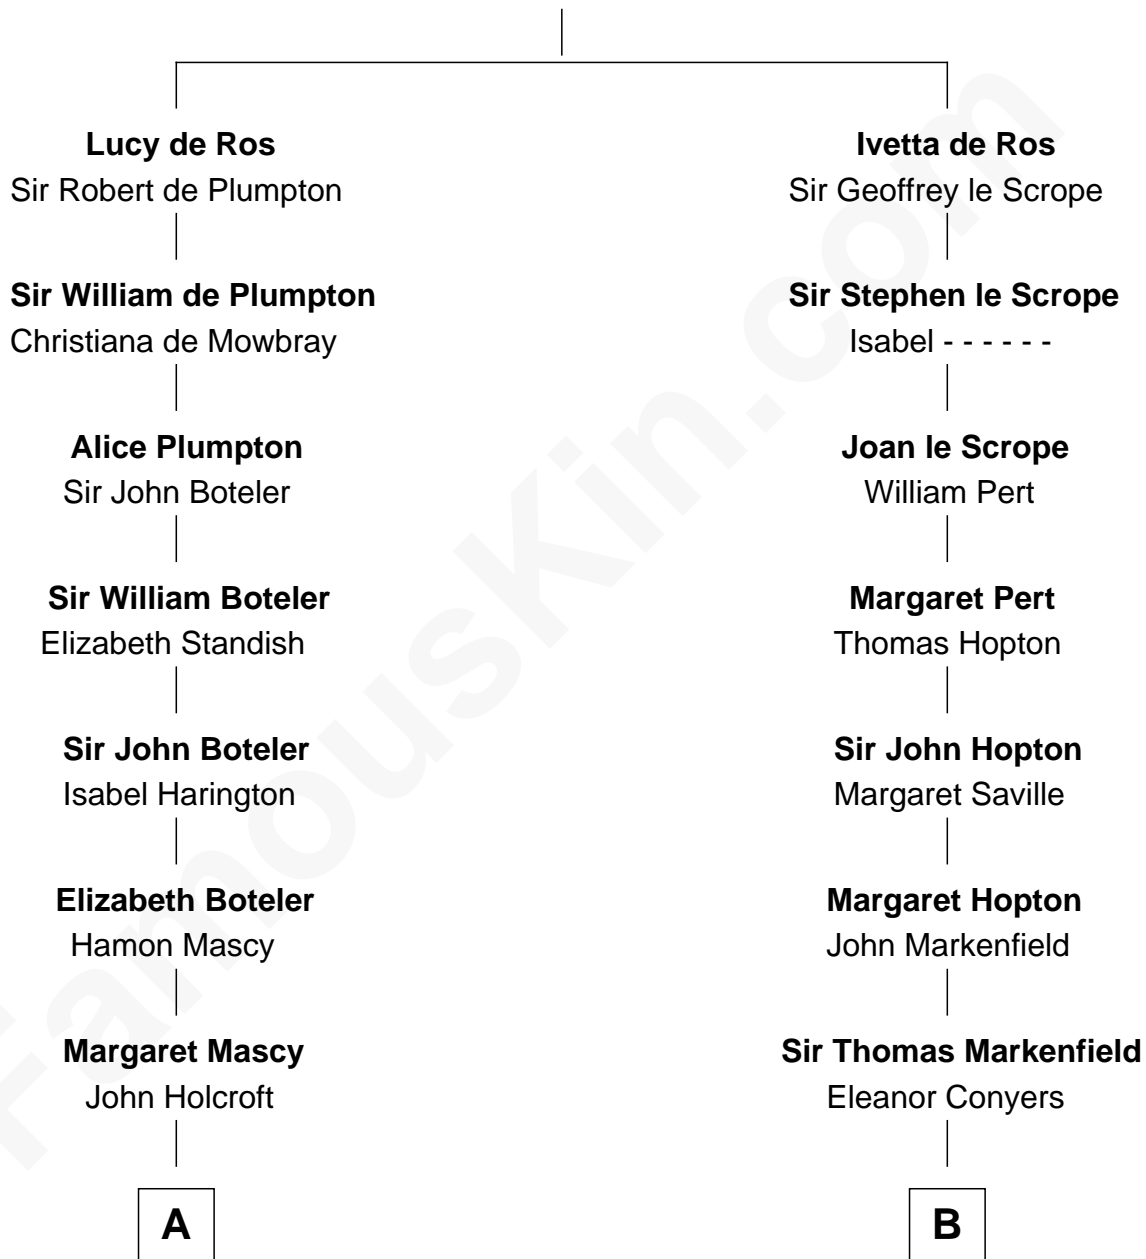 Lucy de Ros
Sir Robert de Plumpton
Sir William de Plumpton
Christiana de Mowbray
Alice Plumpton
Sir John Boteler
Sir William Boteler
Elizabeth Standish
Sir John Boteler
Isabel Harington
Elizabeth Boteler
Hamon Mascy
Margaret Mascy
John Holcroft
A
Ivetta de Ros
Sir Geoffrey le Scrope
Sir Stephen le Scrope
Isabel - - - - - -
Joan le Scrope
William Pert
Margaret Pert
Thomas Hopton
Sir John Hopton
Margaret Saville
Margaret Hopton
John Markenfield
Sir Thomas Markenfield
Eleanor Conyers
B
FamousKin.com